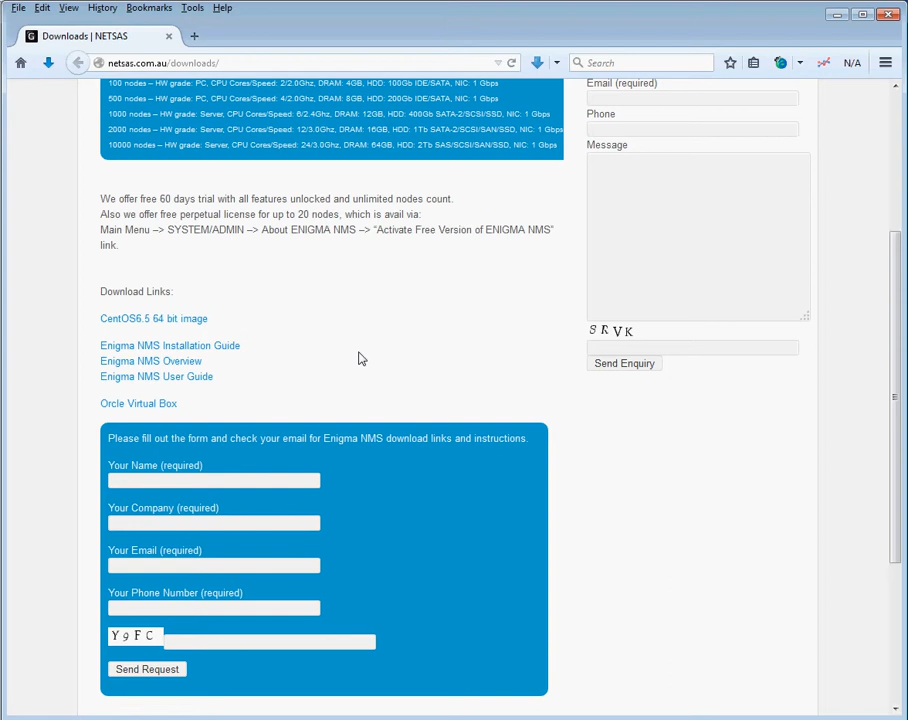 File Edit View History Bookmarks Tools Help
G Downloads | NETSAS
netsas.com.au/downloads/
Search
N/A
100 nodes – HW grade: PC, CPU Cores/Speed: 2/2.0Ghz, DRAM: 4GB, HDD: 100Gb IDE/SATA, NIC: 1 Gbps
500 nodes – HW grade: PC, CPU Cores/Speed: 4/2.0Ghz, DRAM: 8GB, HDD: 200Gb IDE/SATA, NIC: 1 Gbps
1000 nodes – HW grade: Server, CPU Cores/Speed: 6/2.4Ghz, DRAM: 12GB, HDD: 400Gb SATA-2/SCSI/SAN/SSD, NIC: 1 Gbps
2000 nodes – HW grade: Server, CPU Cores/Speed: 12/3.0Ghz, DRAM: 16GB, HDD: 1Tb SATA-2/SCSI/SAN/SSD, NIC: 1 Gbps
10000 nodes – HW grade: Server, CPU Cores/Speed: 24/3.0Ghz, DRAM: 64GB, HDD: 2Tb SAS/SCSI/SAN/SSD, NIC: 1 Gbps
We offer free 60 days trial with all features unlocked and unlimited nodes count.
Also we offer free perpetual license for up to 20 nodes, which is avail via:
Main Menu –> SYSTEM/ADMIN –> About ENIGMA NMS –> “Activate Free Version of ENIGMA NMS”
link.
Download Links:
CentOS6.5 64 bit image
Enigma NMS Installation Guide
Enigma NMS Overview
Enigma NMS User Guide
Orcle Virtual Box
Please fill out the form and check your email for Enigma NMS download links and instructions.
Your Name (required)
Your Company (required)
Your Email (required)
Your Phone Number (required)
Y 9 F C
Send Request
Email (required)
Phone
Message
S R V K
Send Enquiry